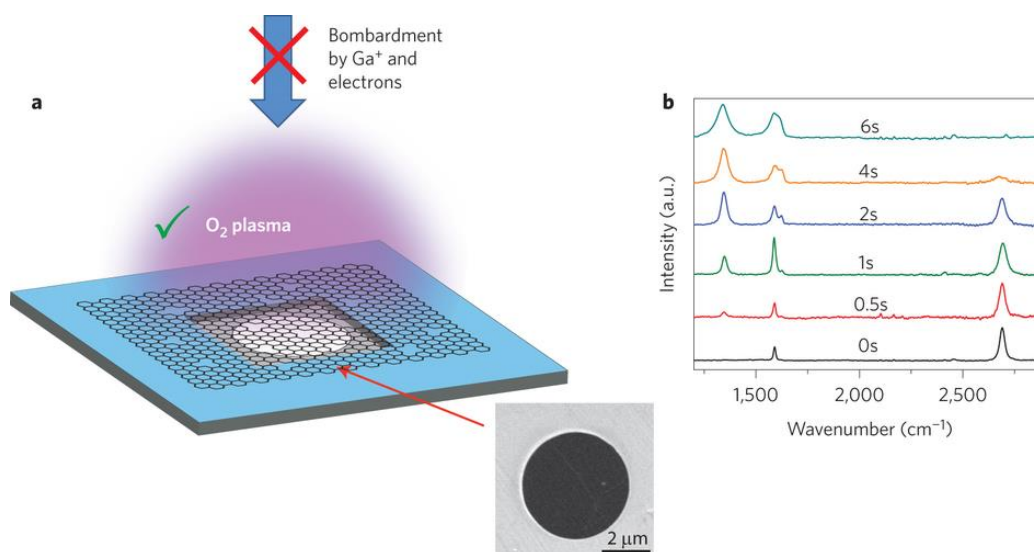 a
Bombardment
by Ga⁺ and
electrons
O₂ plasma
2 μm
b
6s
4s
2s
1s
0.5s
0s
Intensity (a.u.)
1,500
2,000
2,500
Wavenumber (cm⁻¹)